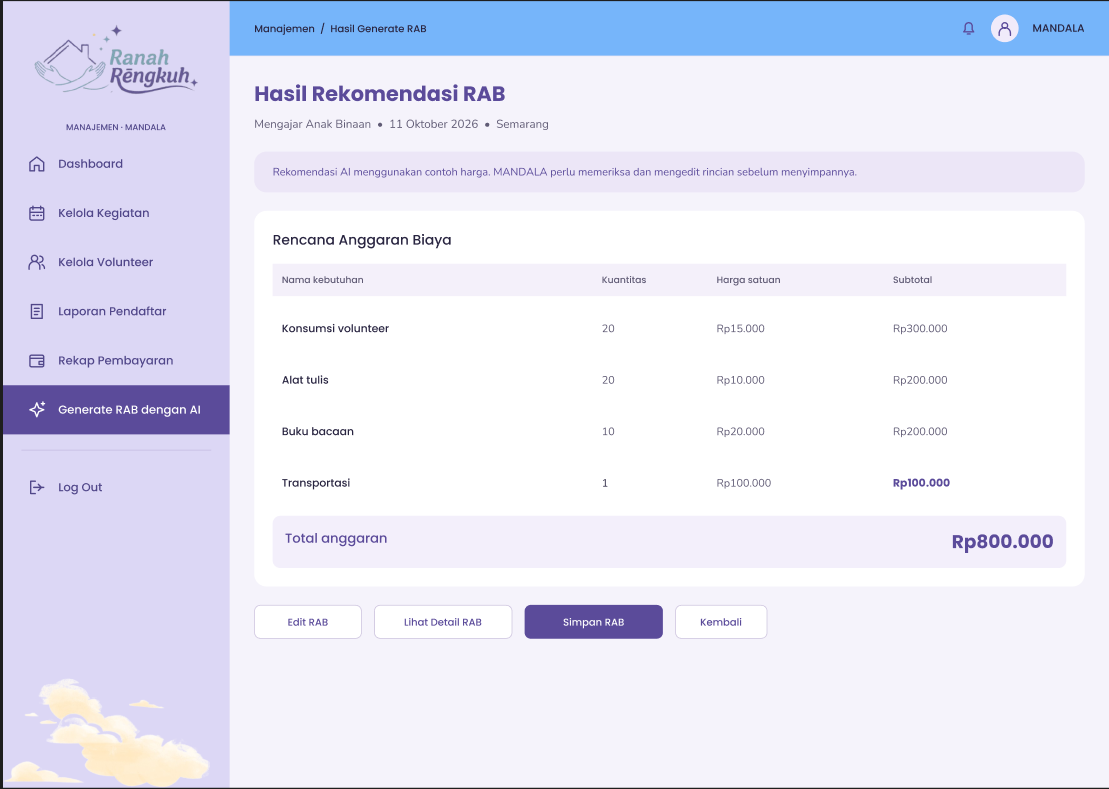 Ranah
Rēngkuh
MANAJEMEN · MANDALA
Dashboard
Kelola Kegiatan
Kelola Volunteer
Laporan Pendaftar
Rekap Pembayaran
Generate RAB dengan AI
Log Out
Manajemen / Hasil Generate RAB
MANDALA
Hasil Rekomendasi RAB
Mengajar Anak Binaan • 11 Oktober 2026 • Semarang
Rekomendasi AI menggunakan contoh harga. MANDALA perlu memeriksa dan mengedit rincian sebelum menyimpannya.
Rencana Anggaran Biaya
Nama kebutuhan Kuantitas Harga satuan Subtotal
Konsumsi volunteer 20 Rp15.000 Rp300.000
Alat tulis 20 Rp10.000 Rp200.000
Buku bacaan 10 Rp20.000 Rp200.000
Transportasi 1 Rp100.000 Rp100.000
Total anggaran Rp800.000
Edit RAB Lihat Detail RAB Simpan RAB Kembali